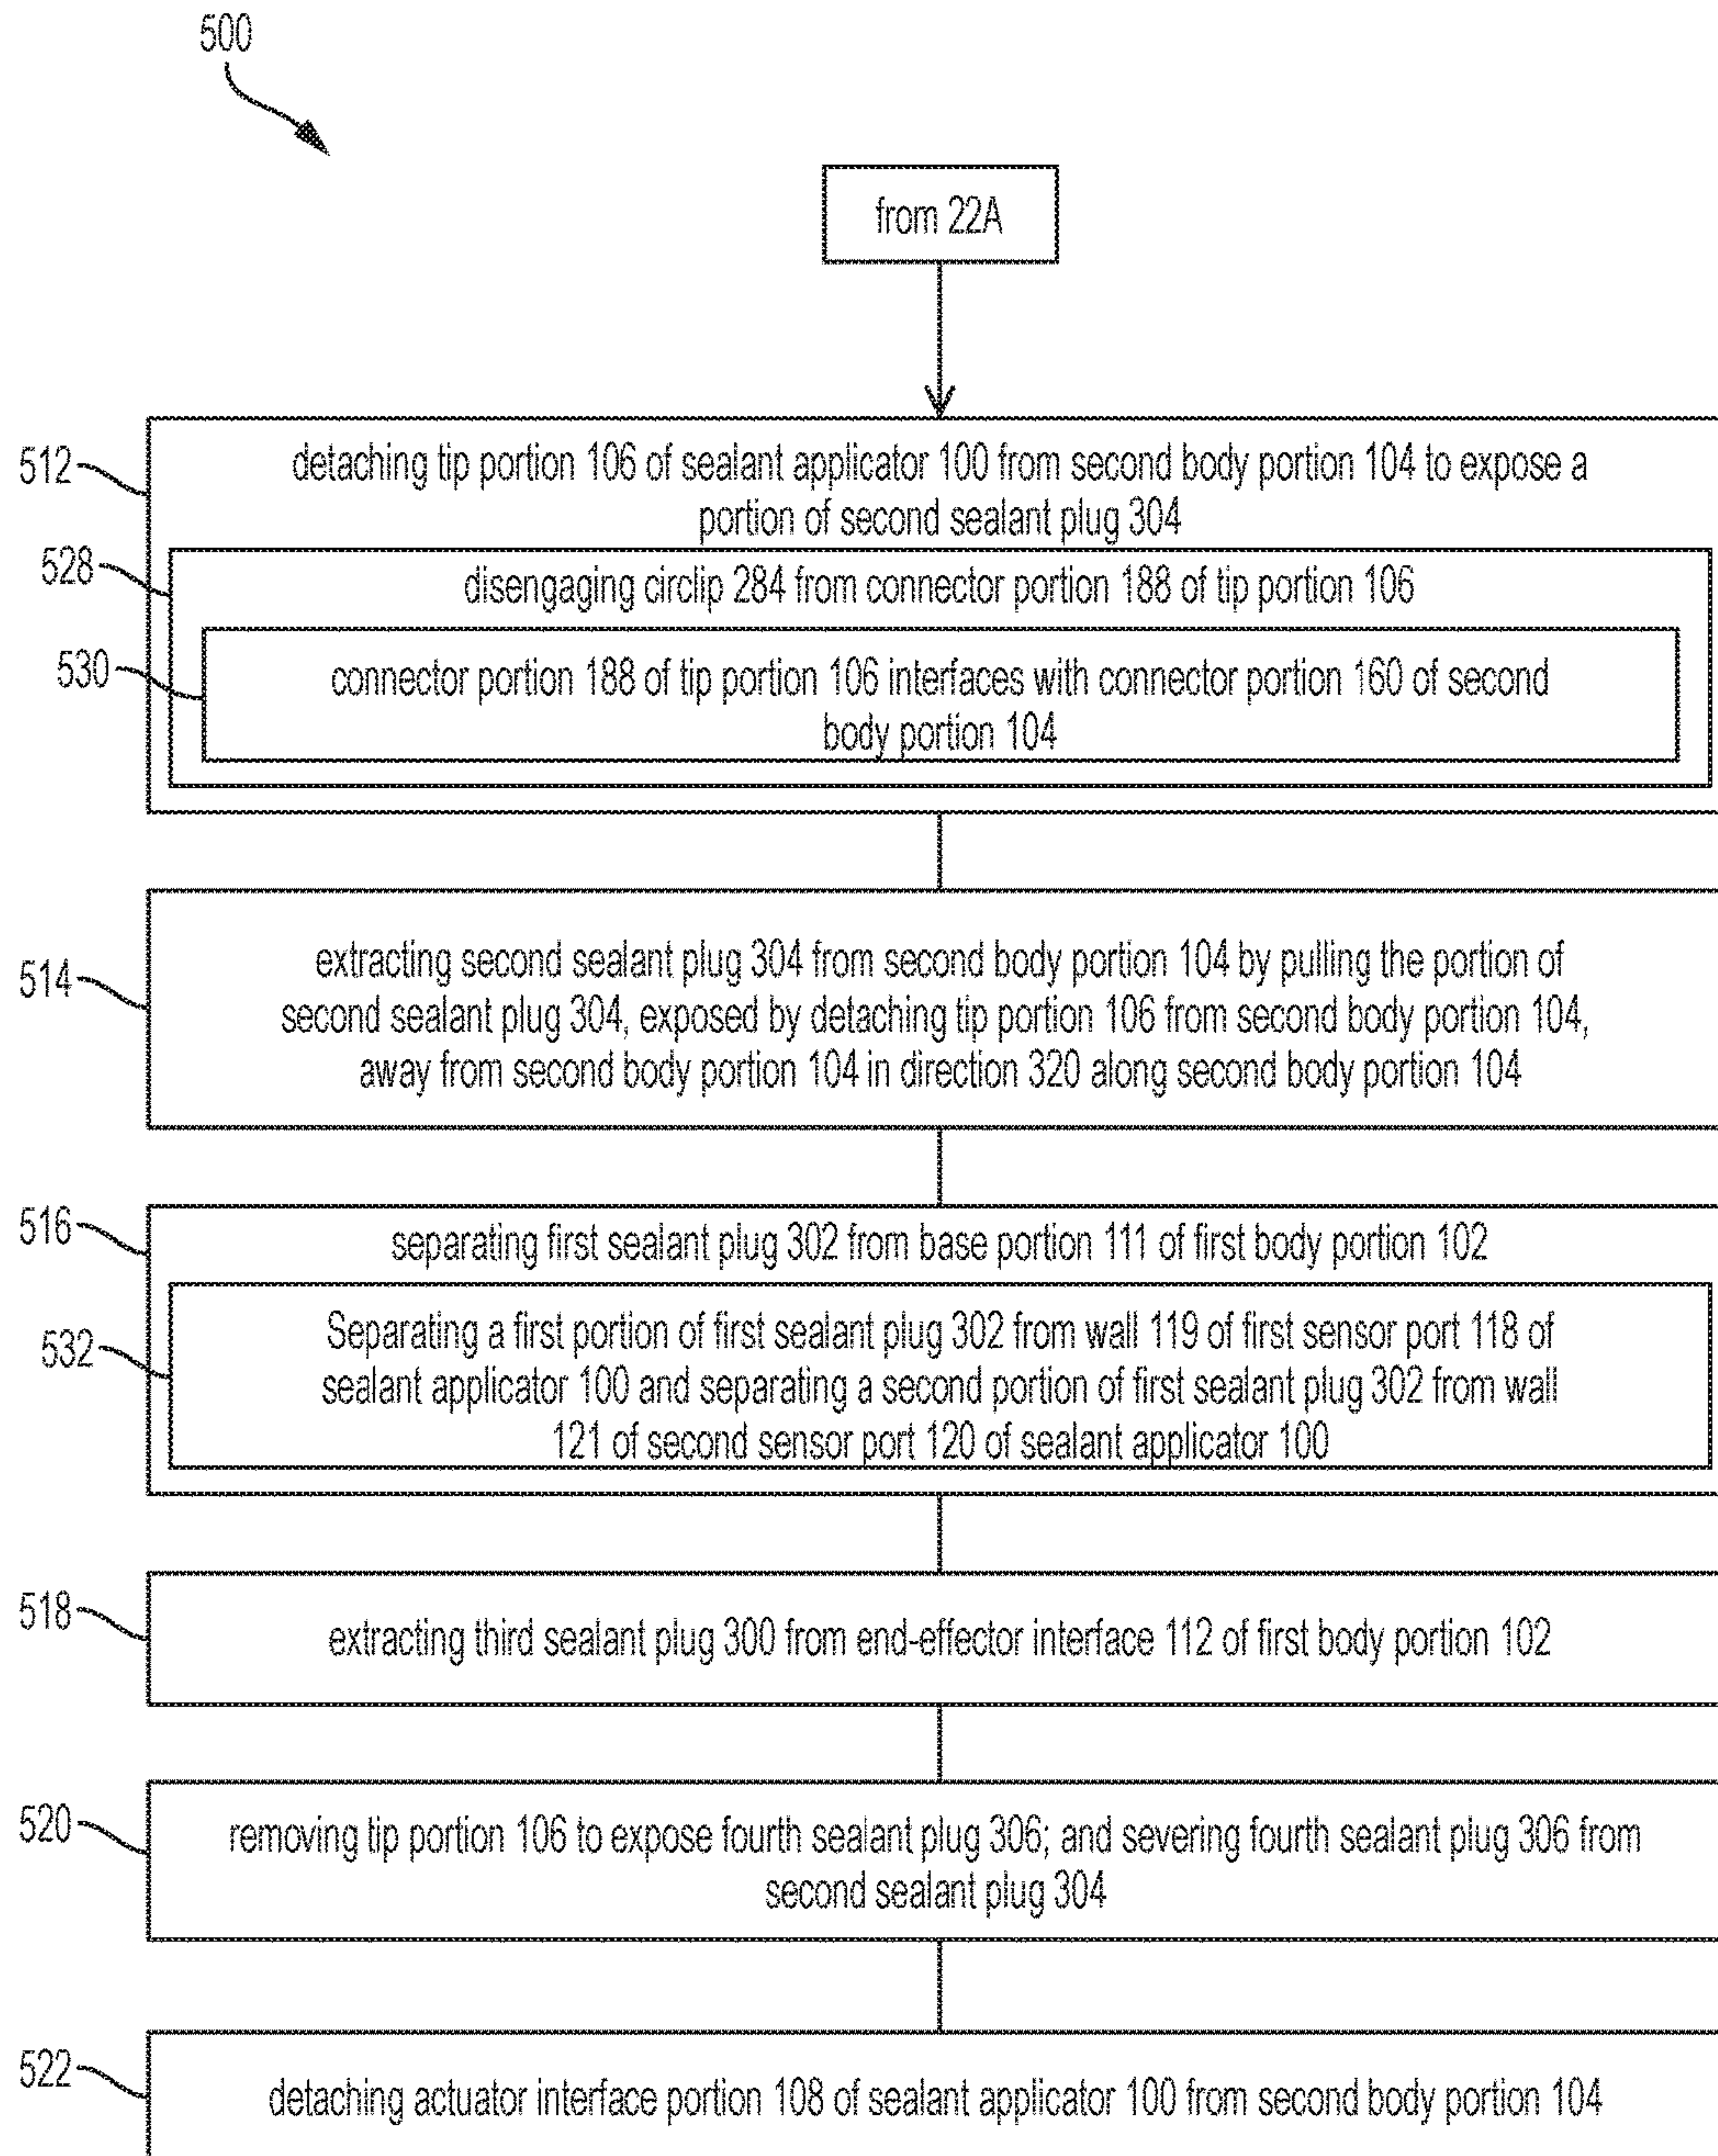 500
from 22A
512
detaching tip portion 106 of sealant applicator 100 from second body portion 104 to expose a
portion of second sealant plug 304
528
disengaging circlip 284 from connector portion 188 of tip portion 106
530
connector portion 188 of tip portion 106 interfaces with connector portion 160 of second
body portion 104
514
extracting second sealant plug 304 from second body portion 104 by pulling the portion of
second sealant plug 304, exposed by detaching tip portion 106 from second body portion 104,
away from second body portion 104 in direction 320 along second body portion 104
516
separating first sealant plug 302 from base portion 111 of first body portion 102
532
Separating a first portion of first sealant plug 302 from wall 119 of first sensor port 118 of
sealant applicator 100 and separating a second portion of first sealant plug 302 from wall
121 of second sensor port 120 of sealant applicator 100
518
extracting third sealant plug 300 from end-effector interface 112 of first body portion 102
520
removing tip portion 106 to expose fourth sealant plug 306; and severing fourth sealant plug 306 from
second sealant plug 304
522
detaching actuator interface portion 108 of sealant applicator 100 from second body portion 104